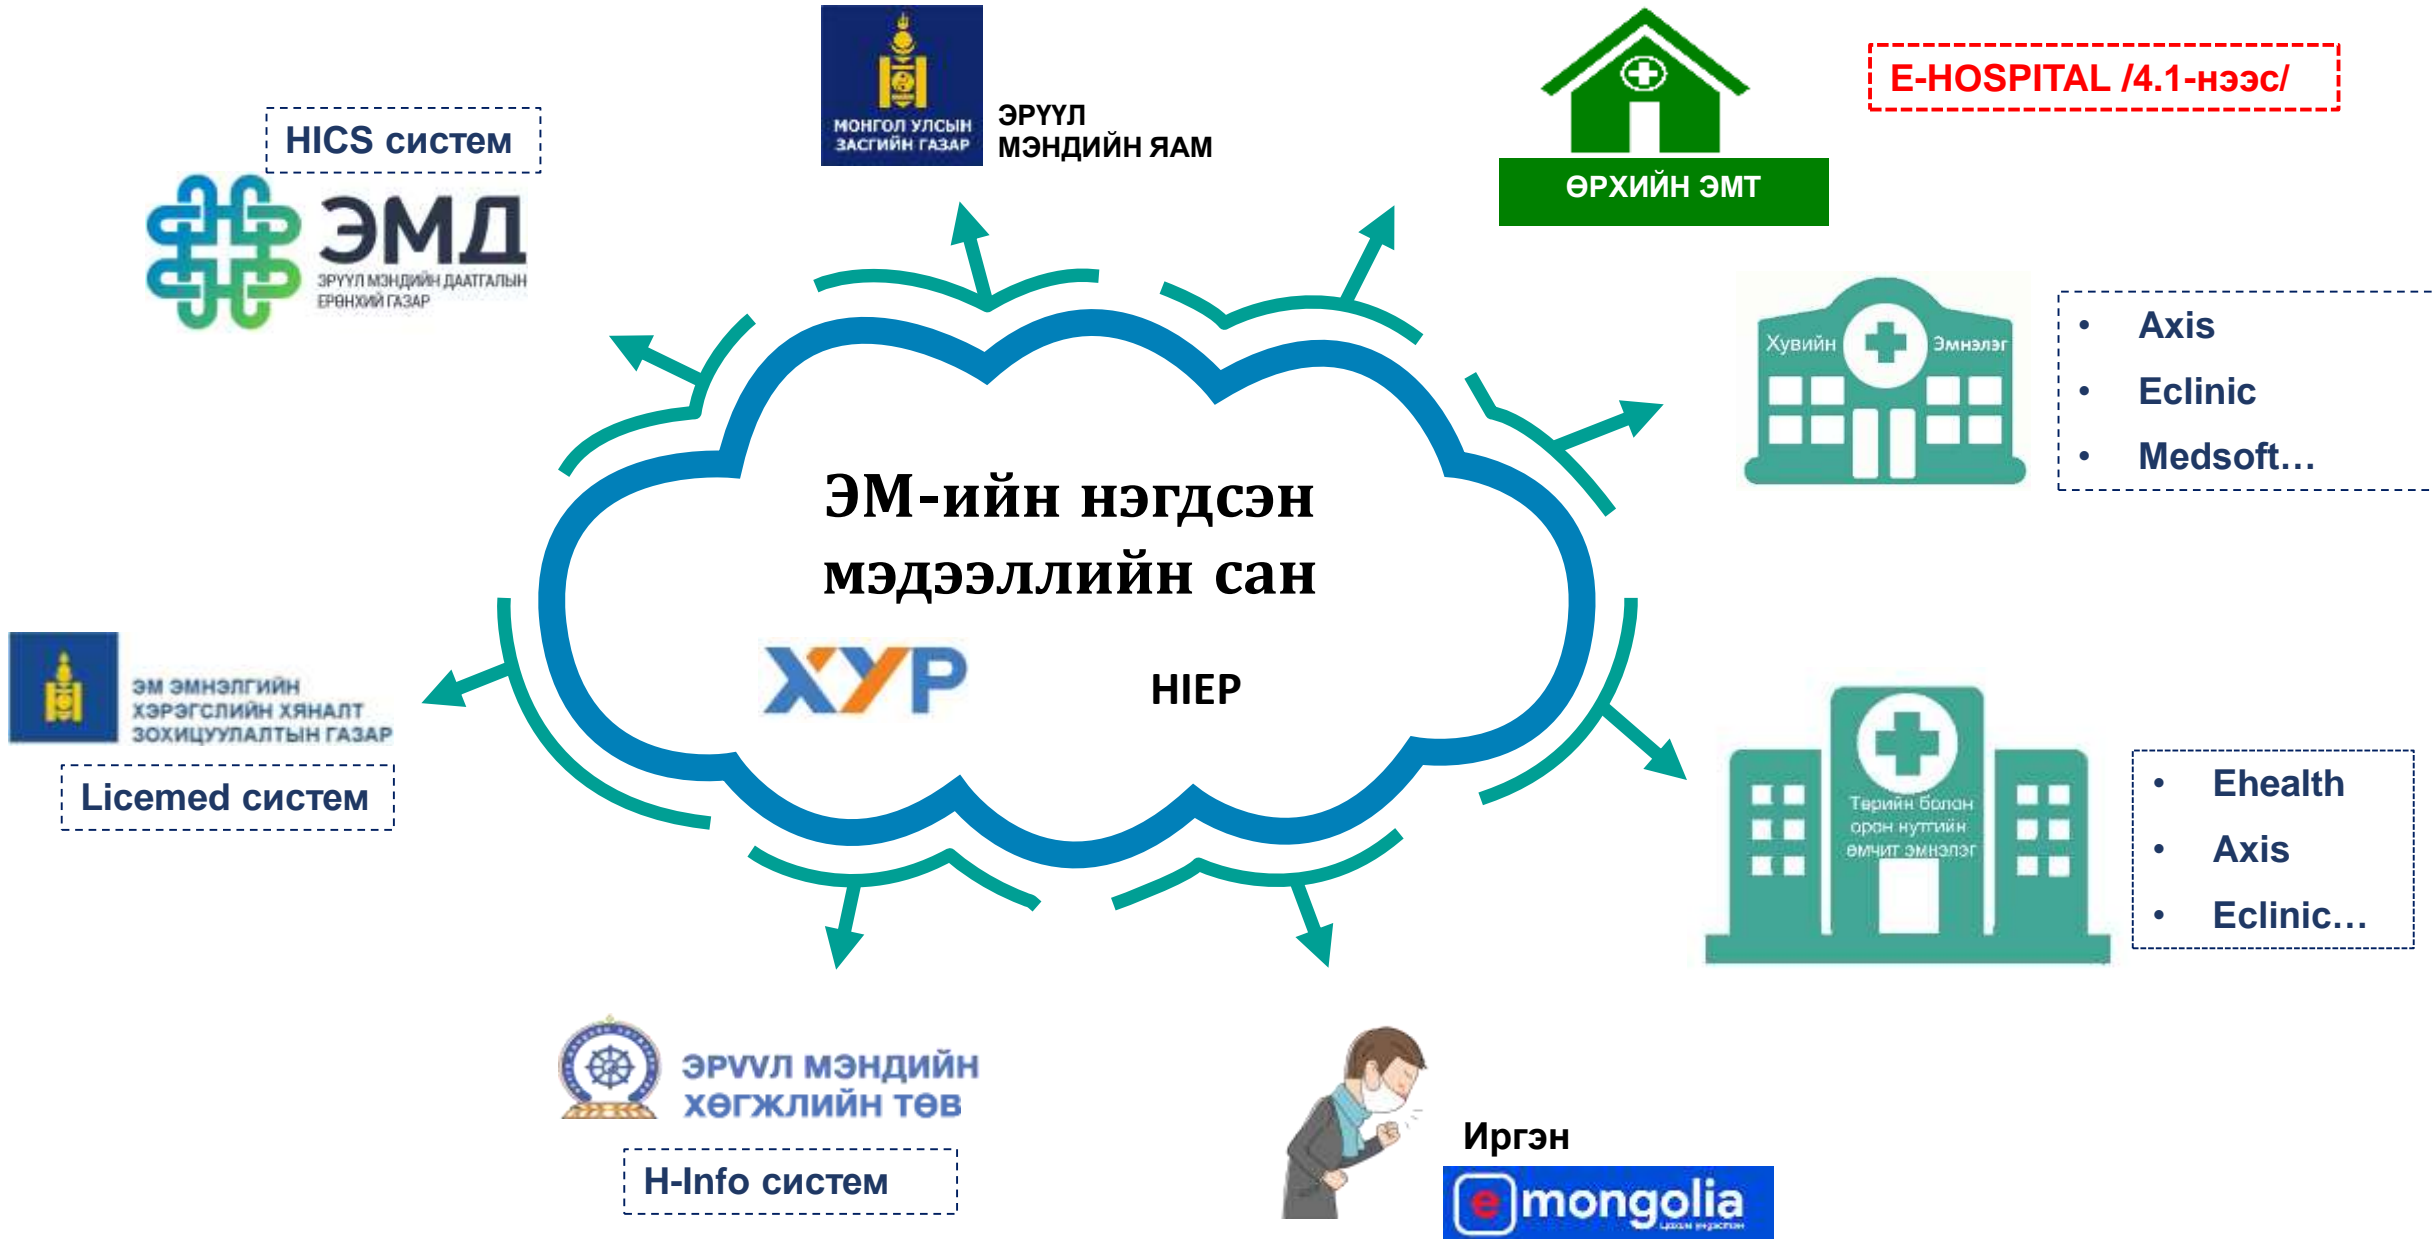 МОНГОЛ УЛСЫН
ЗАСГИЙН ГАЗАР
ЭРҮҮЛ
МЭНДИЙН ЯАМ
ӨРХИЙН ЭМТ
E-HOSPITAL /4.1-нээс/
HICS систем
ЭМД
ЭРҮҮЛ МЭНДИЙН ДААТГАЛЫН
ЕРӨНХИЙ ГАЗАР
Хувийн Эмнэлэг
• Axis
• Eclinic
• Medsoft…
ЭМ-ийн нэгдсэн
мэдээллийн сан
ХУР
HIEP
ЭМ ЭМНЭЛГИЙН
ХЭРЭГСЛИЙН ХЯНАЛТ
ЗОХИЦУУЛАЛТЫН ГАЗАР
Licemed систем
Төрийн болон
орон нутгийн
өмчит эмнэлэг
• Ehealth
• Axis
• Eclinic…
ЭРҮҮЛ МЭНДИЙН
ХӨГЖЛИЙН ТӨВ
H-Info систем
Иргэн
e mongolia
Цахим үндэстэн